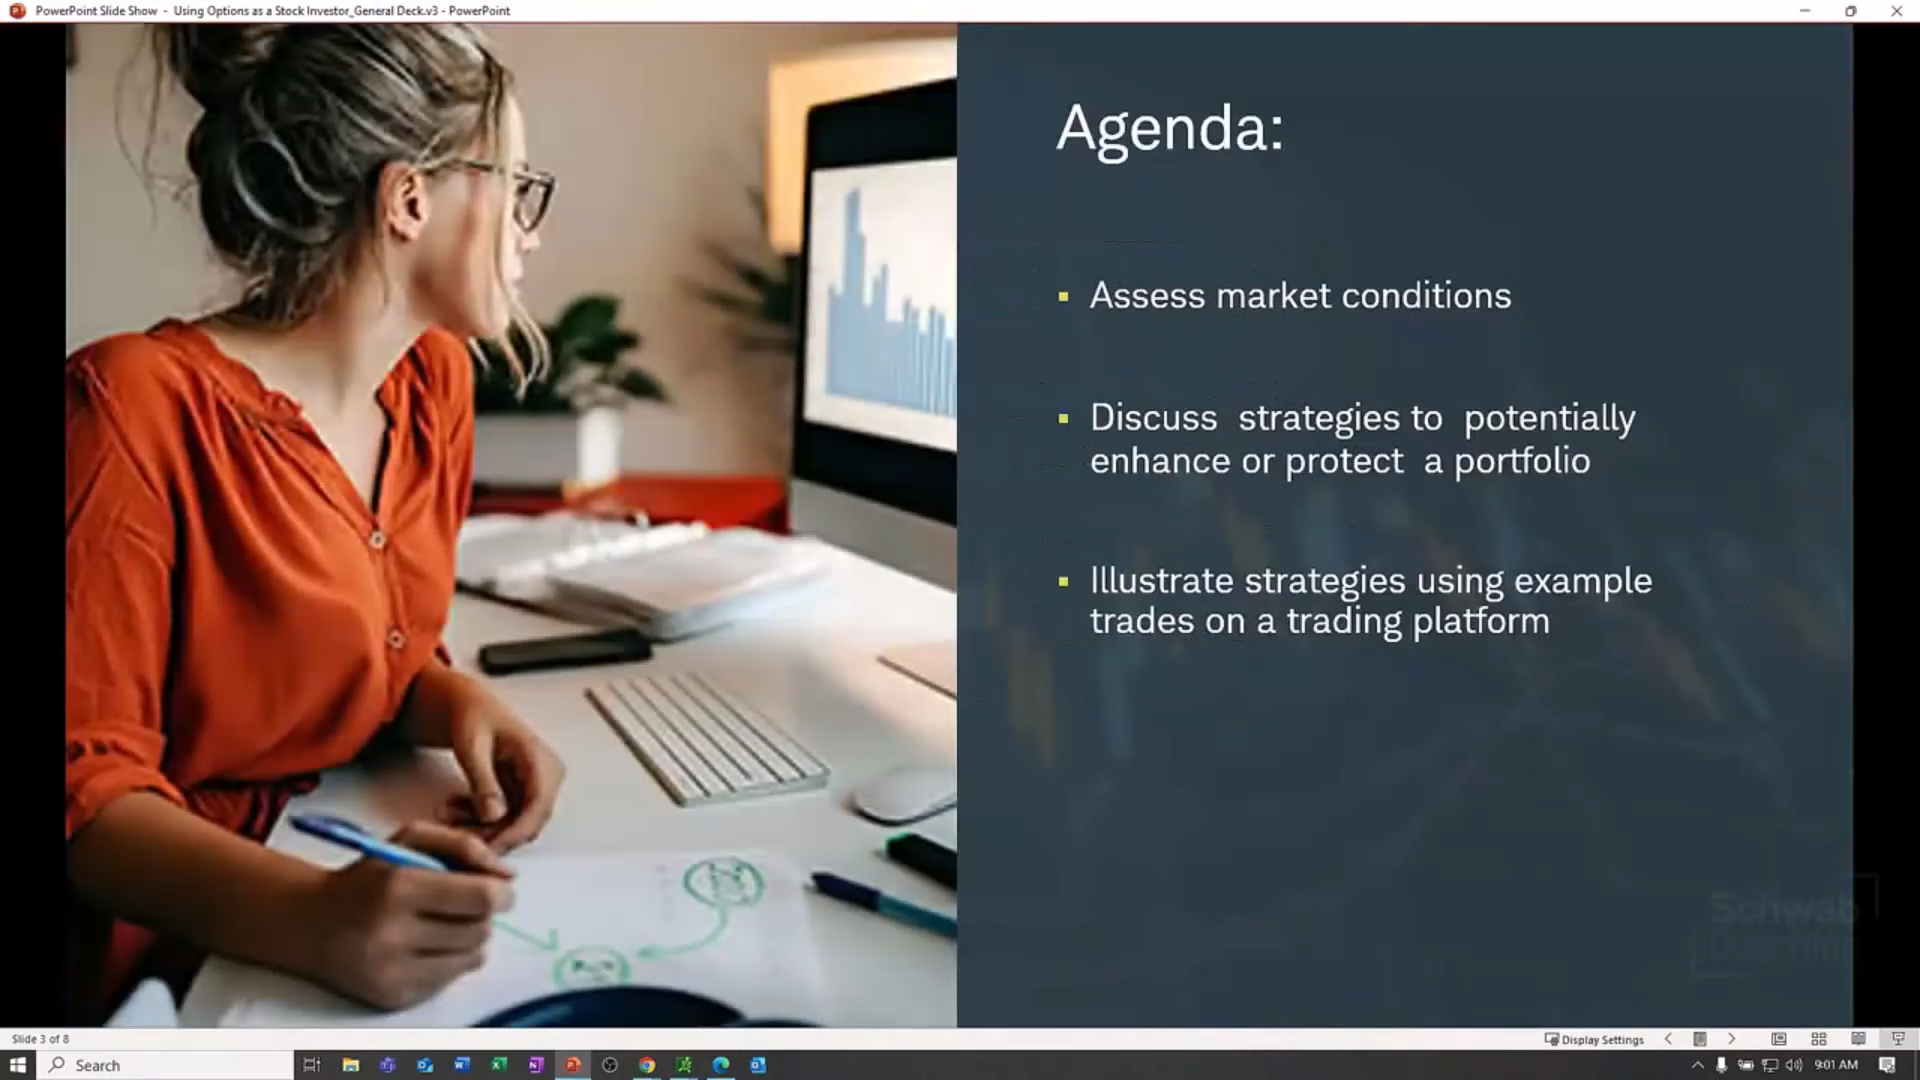 PowerPoint Slide Show - Using Options as a Stock Investor_General Deck.v3 - PowerPoint
Agenda:
Assess market conditions
Discuss strategies to potentially
enhance or protect a portfolio
Illustrate strategies using example
trades on a trading platform
Schwab
Coaching
Slide 3 of 8
Display Settings
Search
9:01 AM